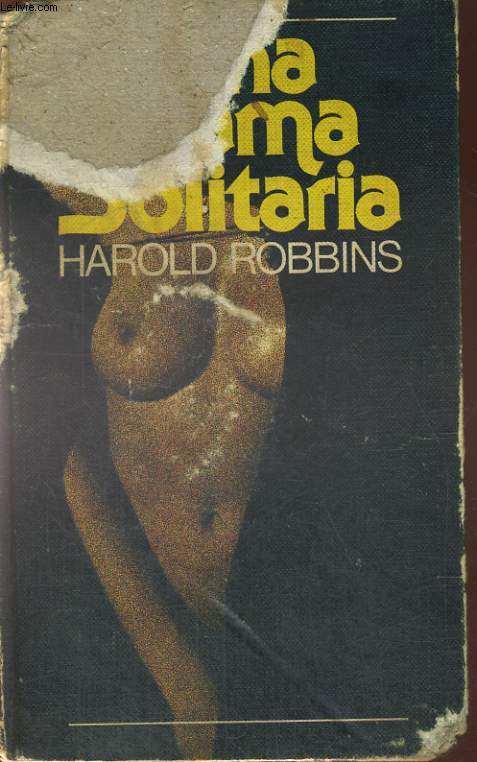 Le-livre.com
na
ama
Solitaria
HAROLD ROBBINS